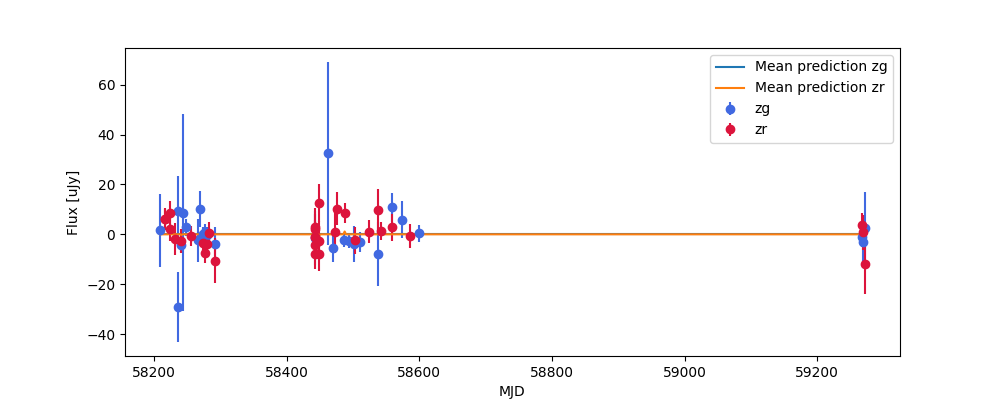 Mean prediction zg
Mean prediction zr
zg
zr
Flux [uJy]
60
40
20
0
−20
−40
58200
58400
58600
58800
59000
59200
MJD